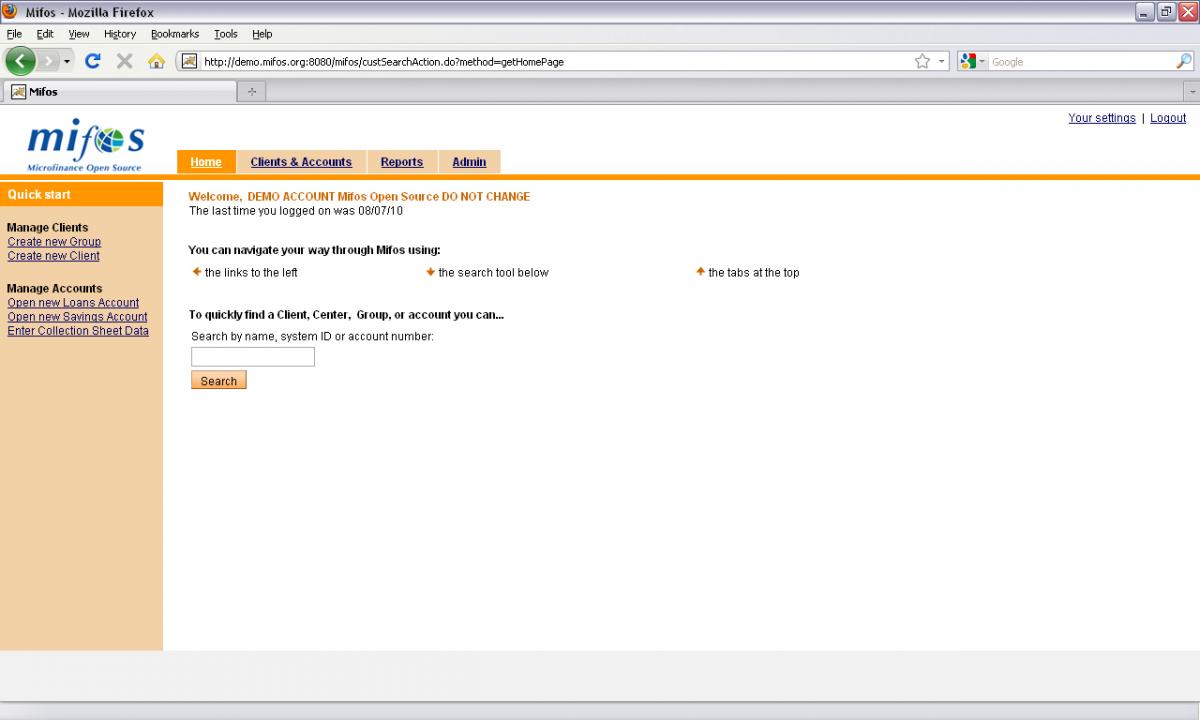 Mifos - Mozilla Firefox
File Edit View History Bookmarks Tools Help
http://demo.mifos.org:8080/mifos/custSearchAction.do?method=getHomePage
Google
Mifos
Your settings | Logout
mifos
Microfinance Open Source
Home Clients & Accounts Reports Admin
Quick start
Welcome, DEMO ACCOUNT Mifos Open Source DO NOT CHANGE
The last time you logged on was 08/07/10
Manage Clients
Create new Group
Create new Client
Manage Accounts
Open new Loans Account
Open new Savings Account
Enter Collection Sheet Data
You can navigate your way through Mifos using:
the links to the left
the search tool below
the tabs at the top
To quickly find a Client, Center, Group, or account you can...
Search by name, system ID or account number:
Search